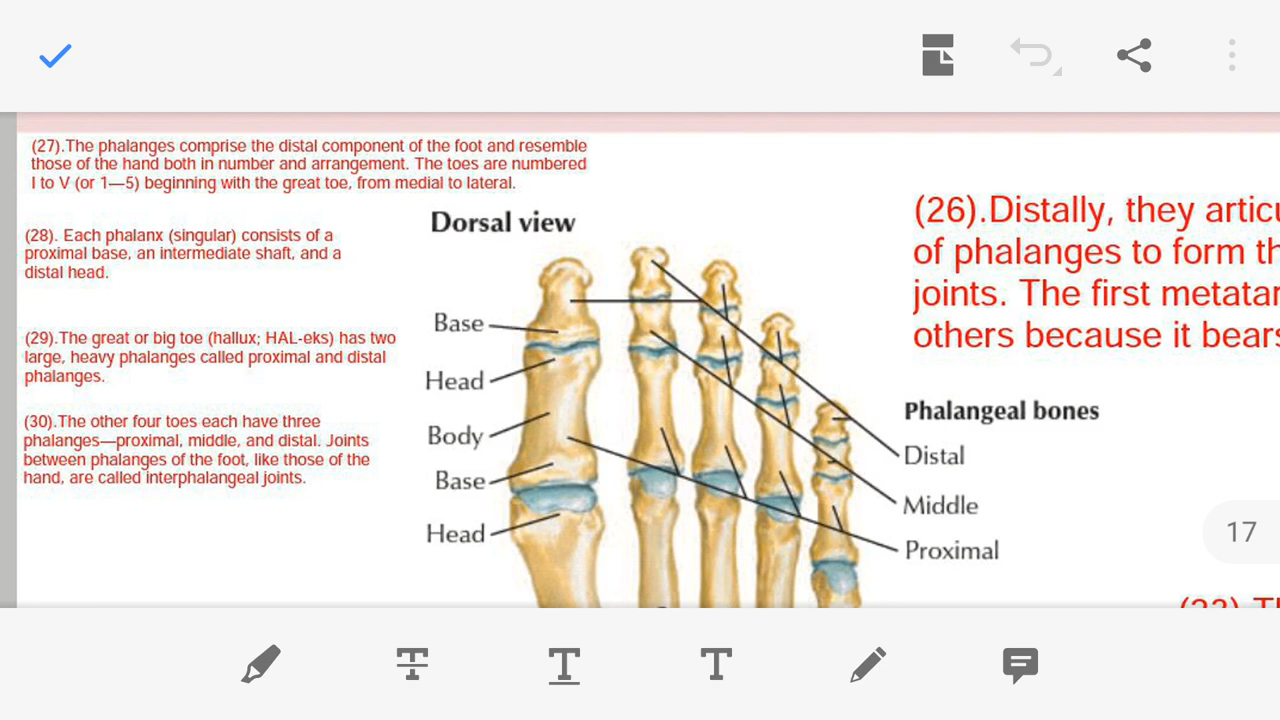 (27).The phalanges comprise the distal component of the foot and resemble
those of the hand both in number and arrangement. The toes are numbered
I to V (or 1—5) beginning with the great toe, from medial to lateral.
(28). Each phalanx (singular) consists of a
proximal base, an intermediate shaft, and a
distal head.
(29).The great or big toe (hallux; HAL-eks) has two
large, heavy phalanges called proximal and distal
phalanges.
(30).The other four toes each have three
phalanges—proximal, middle, and distal. Joints
between phalanges of the foot, like those of the
hand, are called interphalangeal joints.
Dorsal view
Base
Head
Body
Base
Head
(26).Distally, they
of phalanges to form
joints. The first
others because it
Phalangeal bones
Distal
Middle
Proximal
17